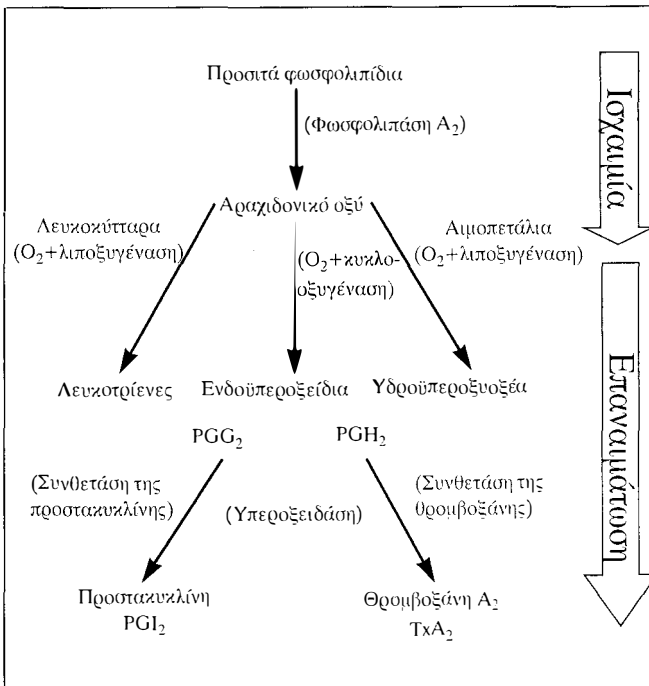 Προσιτά φωσφολιπίδια
(Φωσφολιπάση A₂)
Αραχιδονικό οξύ
Λευκοκύτταρα
(O₂+λιποξυγέναση)
(O₂+κυκλο-
οξυγέναση)
Αιμοπετάλια
(O₂+λιποξυγέναση)
Λευκοτρίενες
Ενδοϋπεροξείδια
Υδροϋπεροξυοξέα
PGG₂
PGH₂
(Συνθετάση της
προστακυκλίνης)
(Υπεροξειδάση)
(Συνθετάση της
θρομβοξάνης)
Προστακυκλίνη
PGI₂
Θρομβοξάνη A₂
TxA₂
Ισχαιμία
Επαναιμάτωση